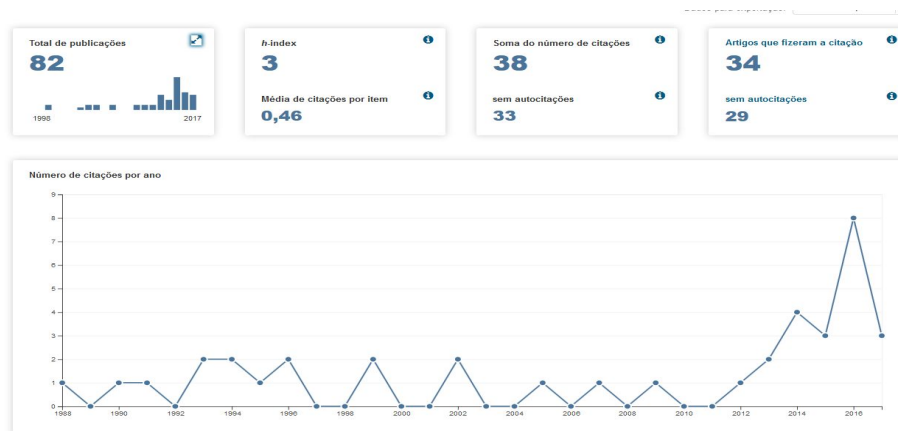 Total de publicações
82
1998
2017
h-index
3
Média de citações por item
0,46
Soma do número de citações
38
sem autocitações
33
Artigos que fizeram a citação
34
sem autocitações
29
Número de citações por ano
9
8
7
6
5
4
3
2
1
0
1988 1990 1992 1994 1996 1998 2000 2002 2004 2006 2008 2010 2012 2014 2016